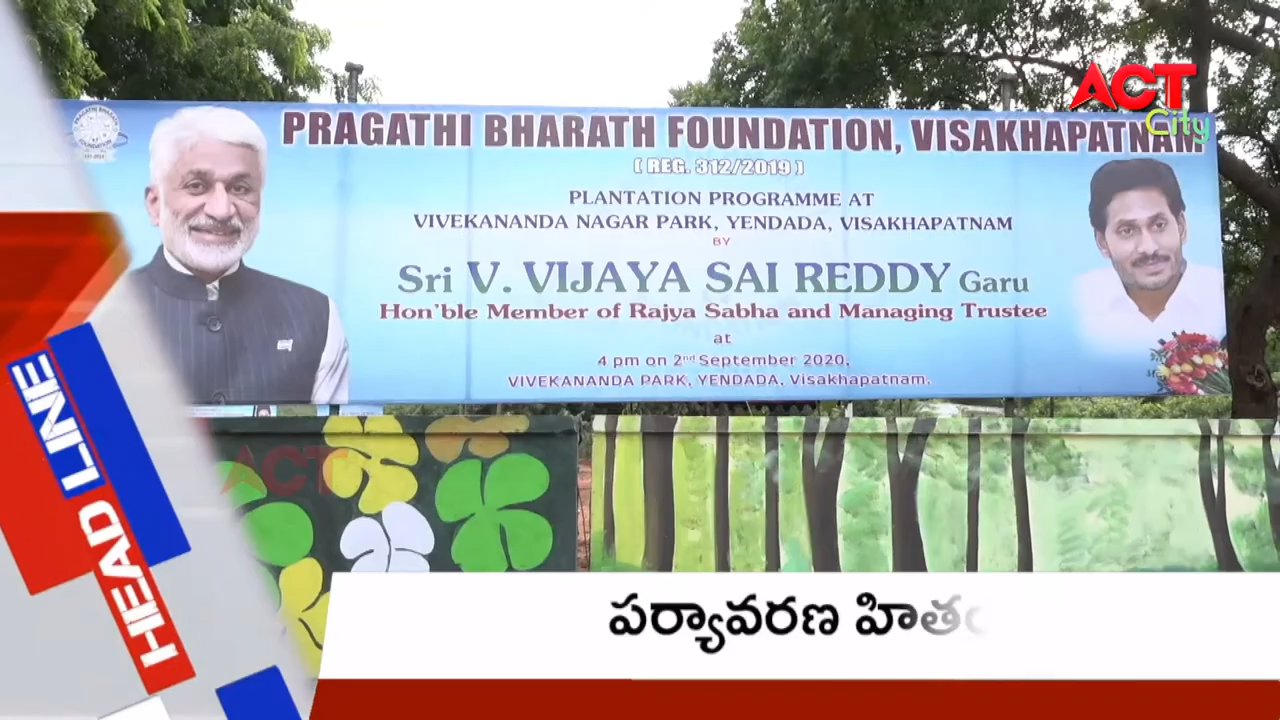 ACT
City
PRAGATHI BHARATH FOUNDATION, VISAKHAPATNAM
( REG. 312/2019 )
PLANTATION PROGRAMME AT
VIVEKANANDA NAGAR PARK, YENDADA, VISAKHAPATNAM
BY
Sri V. VIJAYA SAI REDDY Garu
Hon'ble Member of Rajya Sabha and Managing Trustee
at
4 pm on 2nd September 2020,
VIVEKANANDA PARK, YENDADA, Visakhapatnam.
HEAD LINE
ACT
పర్యావరణ